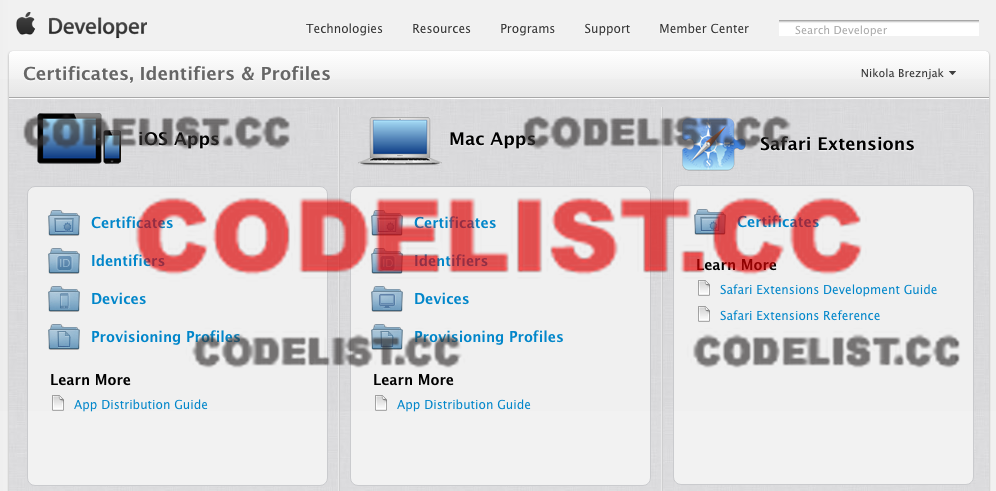 Developer
Technologies Resources Programs Support Member Center Search Developer
Certificates, Identifiers & Profiles
Nikola Breznjak
CODELIST.CC
iOS Apps
Mac Apps
CODELIST.CC
Safari Extensions
CODELIST.CC
Certificates
Identifiers
Devices
Provisioning Profiles
Learn More
App Distribution Guide
Certificates
Identifiers
Devices
Provisioning Profiles
Learn More
App Distribution Guide
Certificates
Learn More
Safari Extensions Development Guide
Safari Extensions Reference
CODELIST.CC
CODELIST.CC